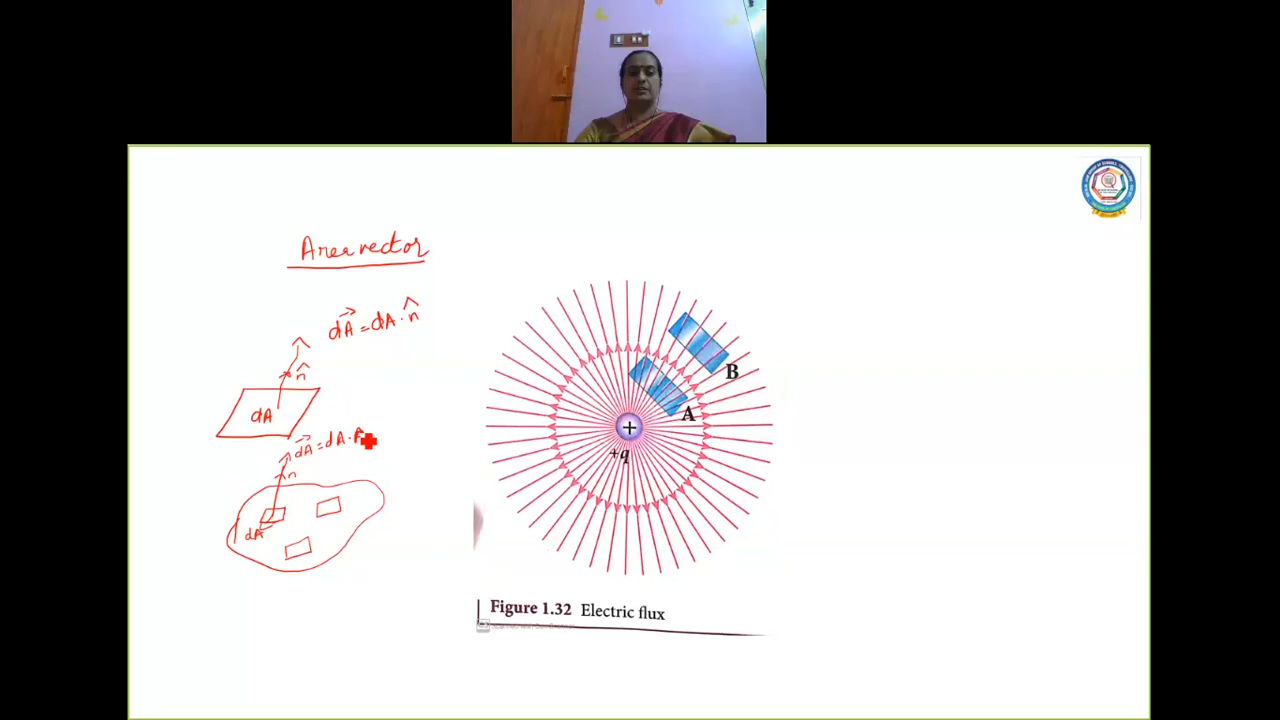 Area vector
dA⃗ = dA · n̂
n̂
dA
dA⃗ = dA ·
n
dA
B
A
+
+q
Figure 1.32 Electric flux